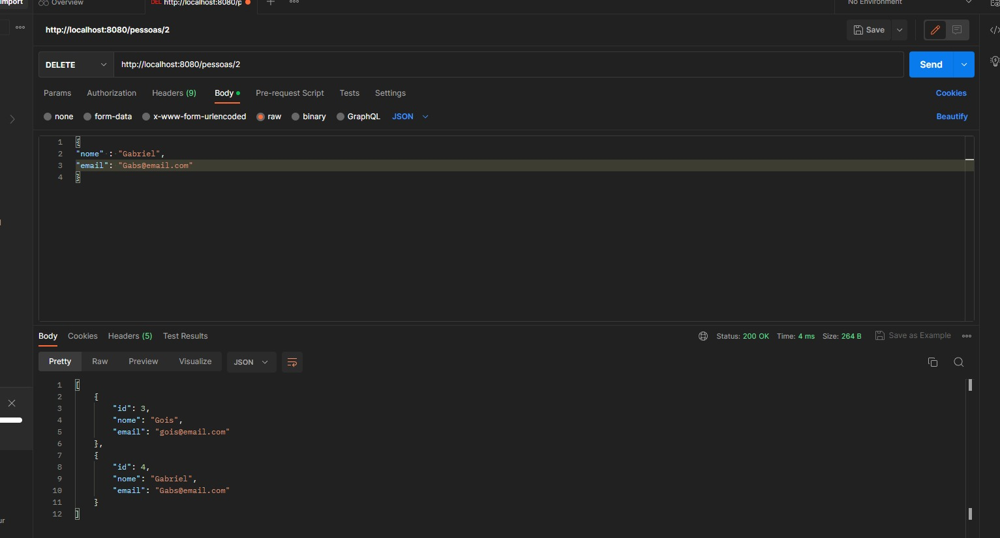 Import
Overview
DEL http://localhost:8080/p
No Environment
http://localhost:8080/pessoas/2
Save
DELETE
http://localhost:8080/pessoas/2
Send
Params Authorization Headers (9) Body Pre-request Script Tests Settings Cookies
none form-data x-www-form-urlencoded raw binary GraphQL JSON Beautify
1 {
2 "nome" : "Gabriel",
3 "email": "Gabs@email.com"
4 }
Body Cookies Headers (5) Test Results Status: 200 OK Time: 4 ms Size: 264 B Save as Example
Pretty Raw Preview Visualize JSON
1 [
2 {
3 "id": 3,
4 "nome": "Gois",
5 "email": "gois@email.com"
6 },
7 {
8 "id": 4,
9 "nome": "Gabriel",
10 "email": "Gabs@email.com"
11 }
12 ]